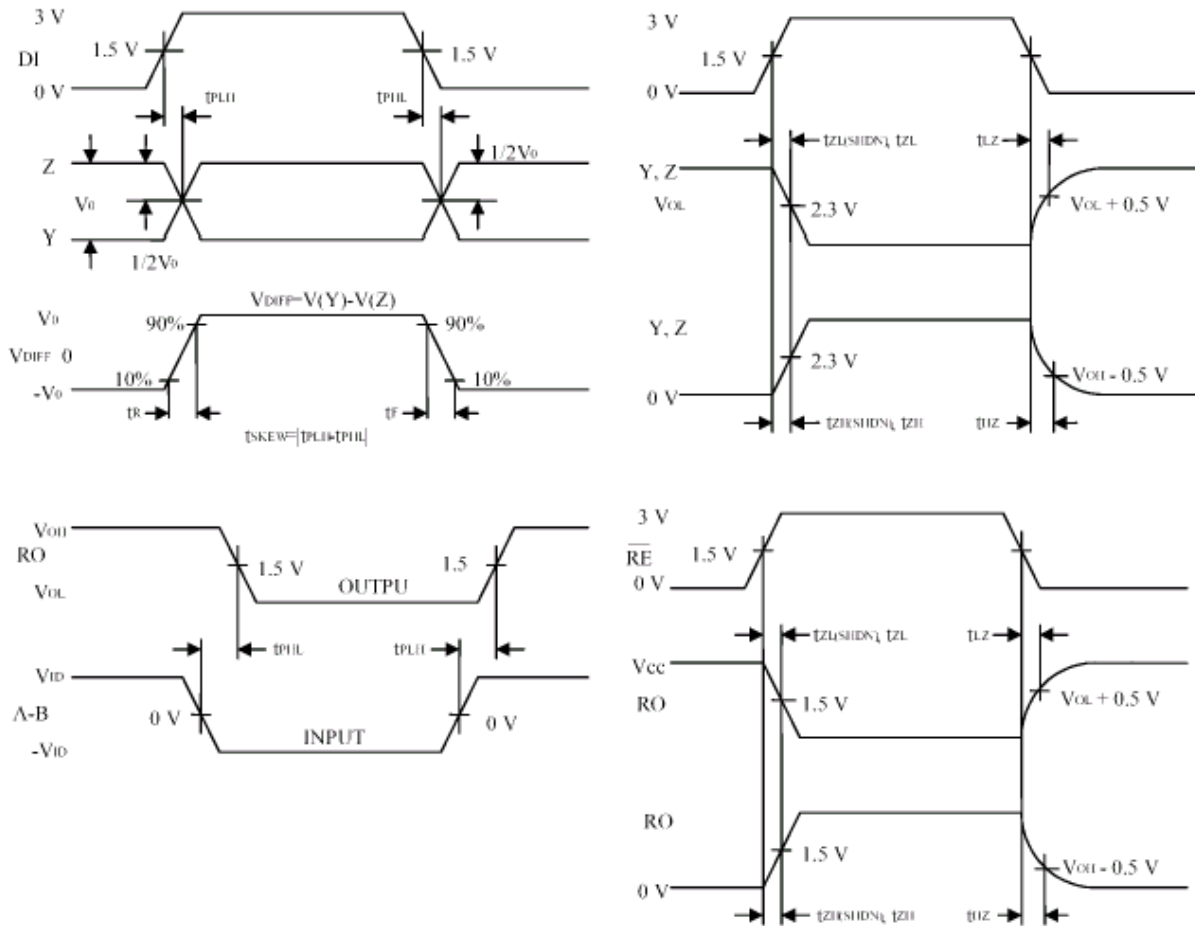 3 V
DI
1.5 V
1.5 V
0 V
tPLH
tPHL
Z
1/2V0
V0
Y
1/2V0
VDIFF=V(Y)-V(Z)
V0
90%
90%
VDIFF 0
10%
10%
-V0
tR
tF
tSKEW=|tPLH-tPHL|
3 V
1.5 V
0 V
tZL(SHDN), tZL
tLZ
Y, Z
VOL
2.3 V
VOL + 0.5 V
Y, Z
2.3 V
VOH - 0.5 V
0 V
tZH(SHDN), tZH
tHZ
VOH
RO
1.5 V
1.5
VOL
OUTPU
tPHL
tPLH
VID
A-B
0 V
0 V
-VID
INPUT
3 V
RE
1.5 V
0 V
tZL(SHDN), tZL
tLZ
Vcc
RO
1.5 V
VOL + 0.5 V
RO
1.5 V
VOH - 0.5 V
0 V
tZH(SHDN), tZH
tHZ